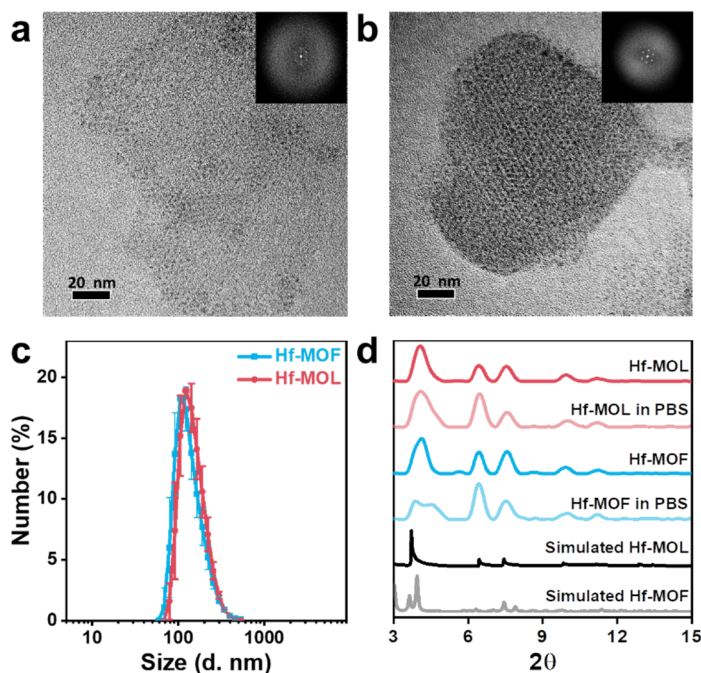 a
b
20 nm
20 nm
c
d
Hf-MOF
Hf-MOL
20
15
10
5
0
Number (%)
10
100
1000
Size (d. nm)
Hf-MOL
Hf-MOL in PBS
Hf-MOF
Hf-MOF in PBS
Simulated Hf-MOL
Simulated Hf-MOF
3
6
9
12
15
2θ